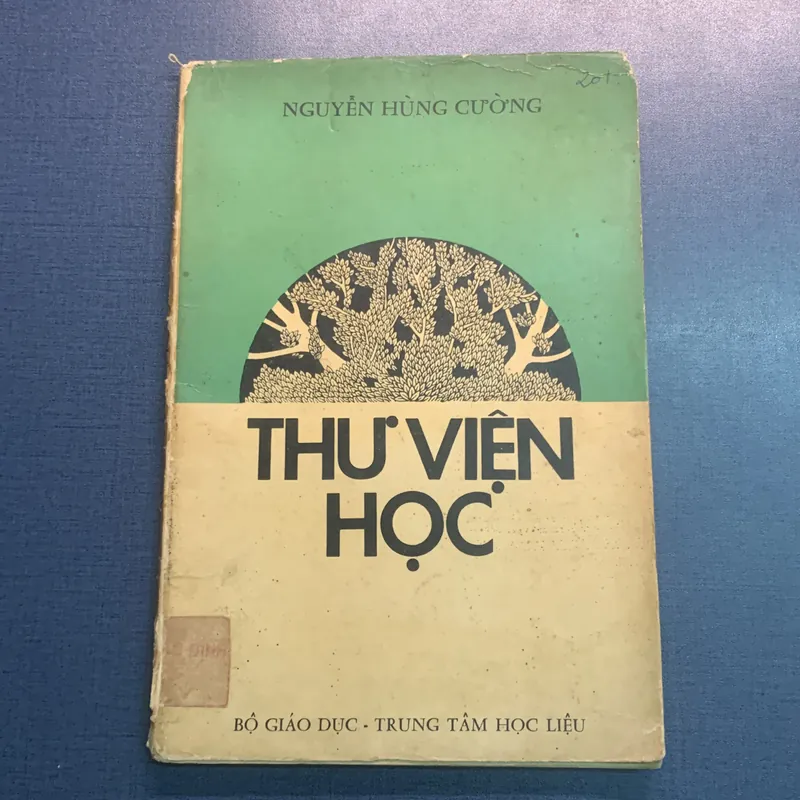 NGUYỄN HÙNG CƯỜNG
THƯ VIỆN
HỌC
BỘ GIÁO DỤC - TRUNG TÂM HỌC LIỆU